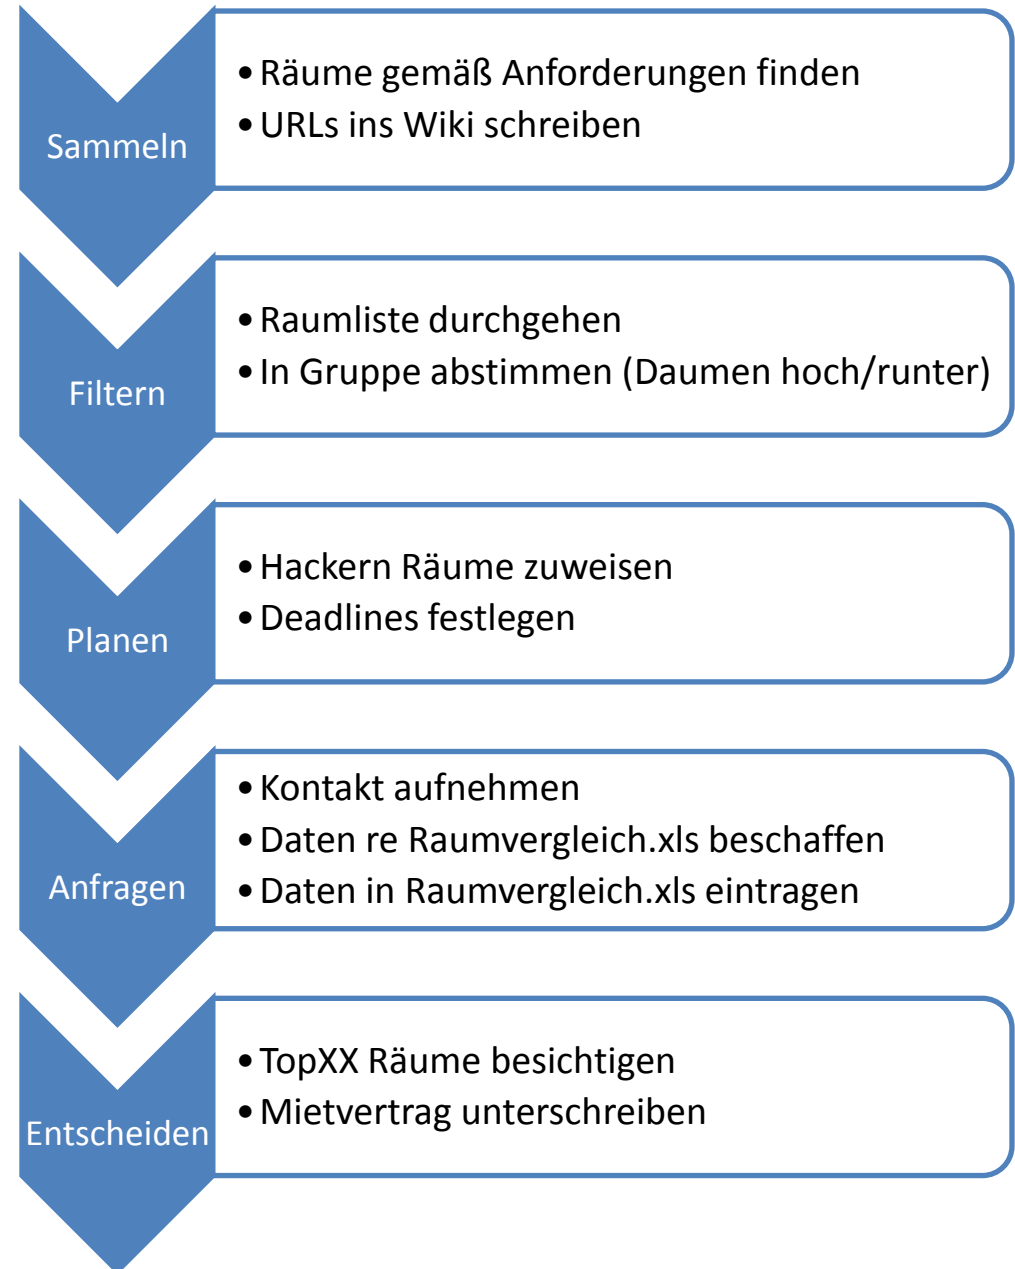 Sammeln
•Räume gemäß Anforderungen finden
•URLs ins Wiki schreiben
Filtern
•Raumliste durchgehen
•In Gruppe abstimmen (Daumen hoch/runter)
Planen
•Hackern Räume zuweisen
•Deadlines festlegen
Anfragen
•Kontakt aufnehmen
•Daten re Raumvergleich.xls beschaffen
•Daten in Raumvergleich.xls eintragen
Entscheiden
•TopXX Räume besichtigen
•Mietvertrag unterschreiben